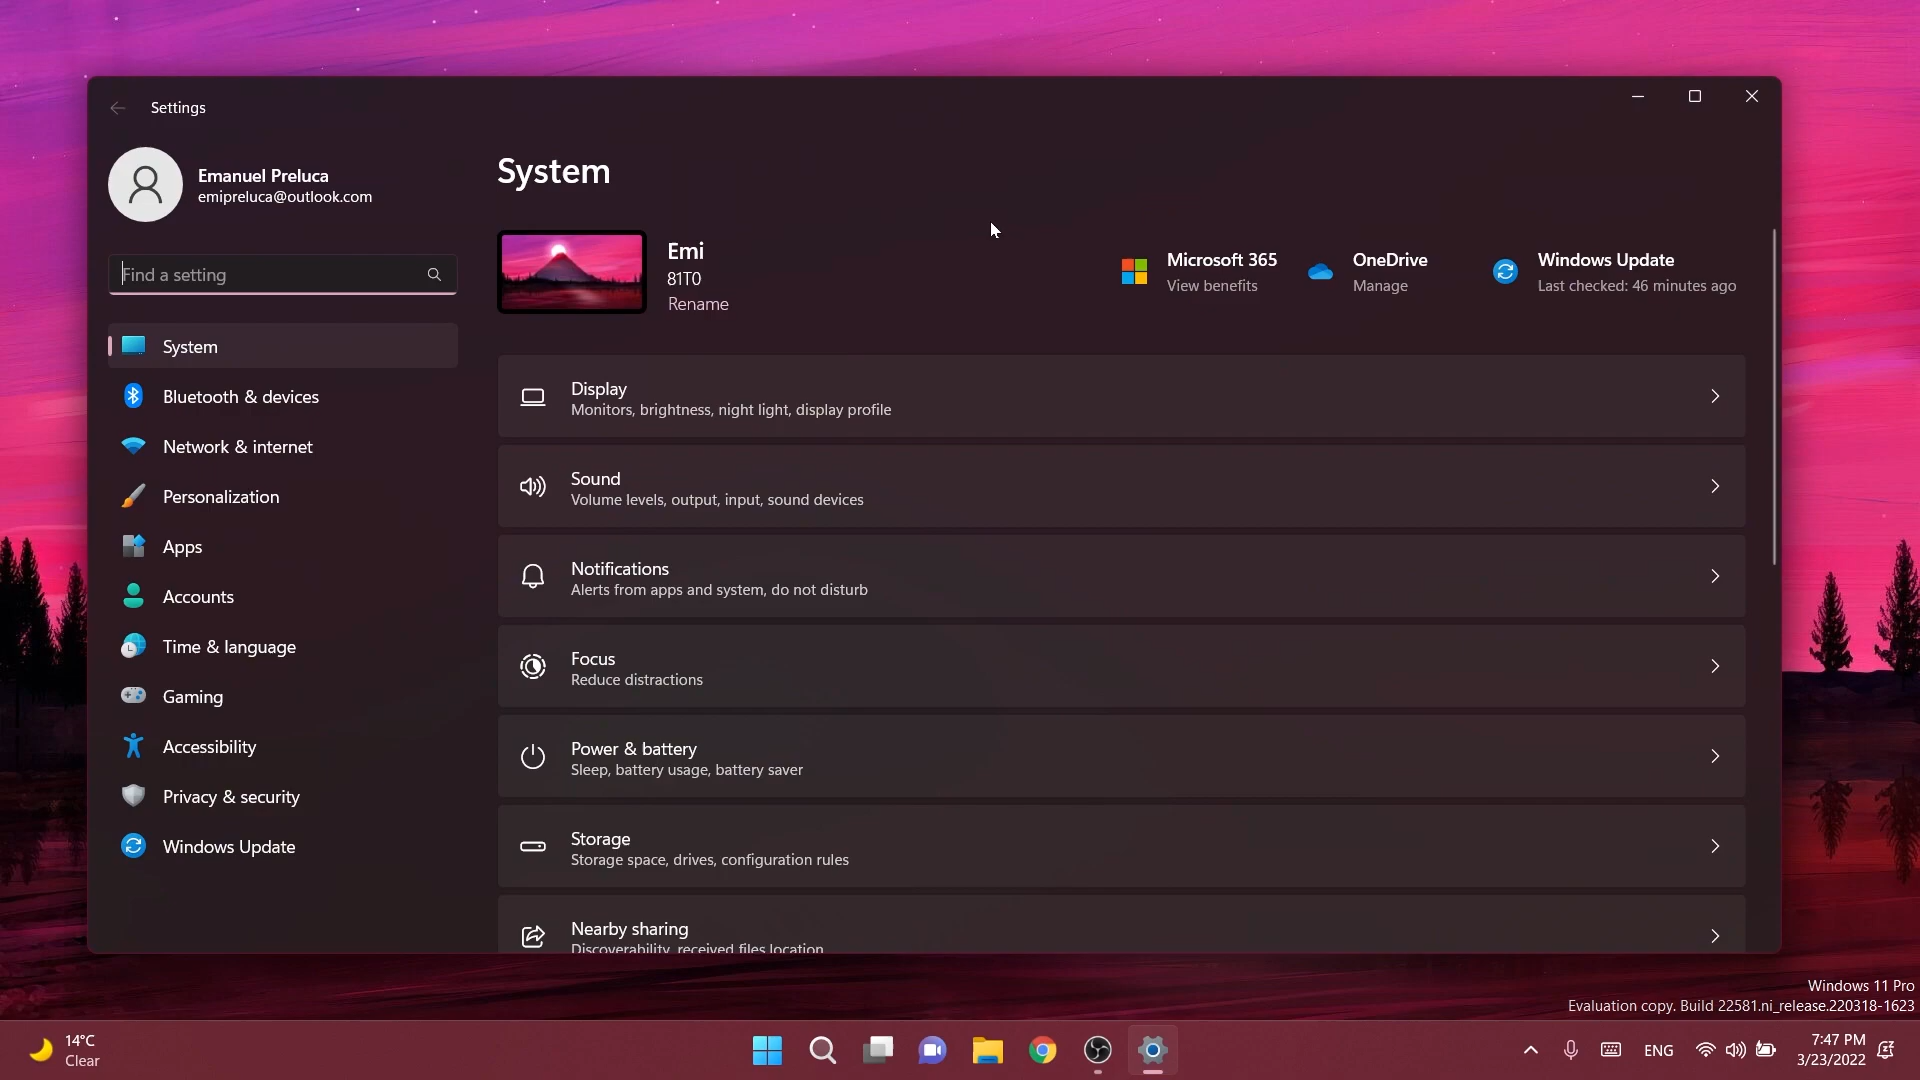 Settings
Emanuel Preluca
emipreluca@outlook.com
Find a setting
System
Bluetooth & devices
Network & internet
Personalization
Apps
Accounts
Time & language
Gaming
Accessibility
Privacy & security
Windows Update
System
Emi
81T0
Rename
Microsoft 365
View benefits
OneDrive
Manage
Windows Update
Last checked: 46 minutes ago
Display
Monitors, brightness, night light, display profile
Sound
Volume levels, output, input, sound devices
Notifications
Alerts from apps and system, do not disturb
Focus
Reduce distractions
Power & battery
Sleep, battery usage, battery saver
Storage
Storage space, drives, configuration rules
Nearby sharing
Discoverability, received files location
Windows 11 Pro
Evaluation copy. Build 22581.ni_release.220318-1623
14°C
Clear
ENG
7:47 PM
3/23/2022